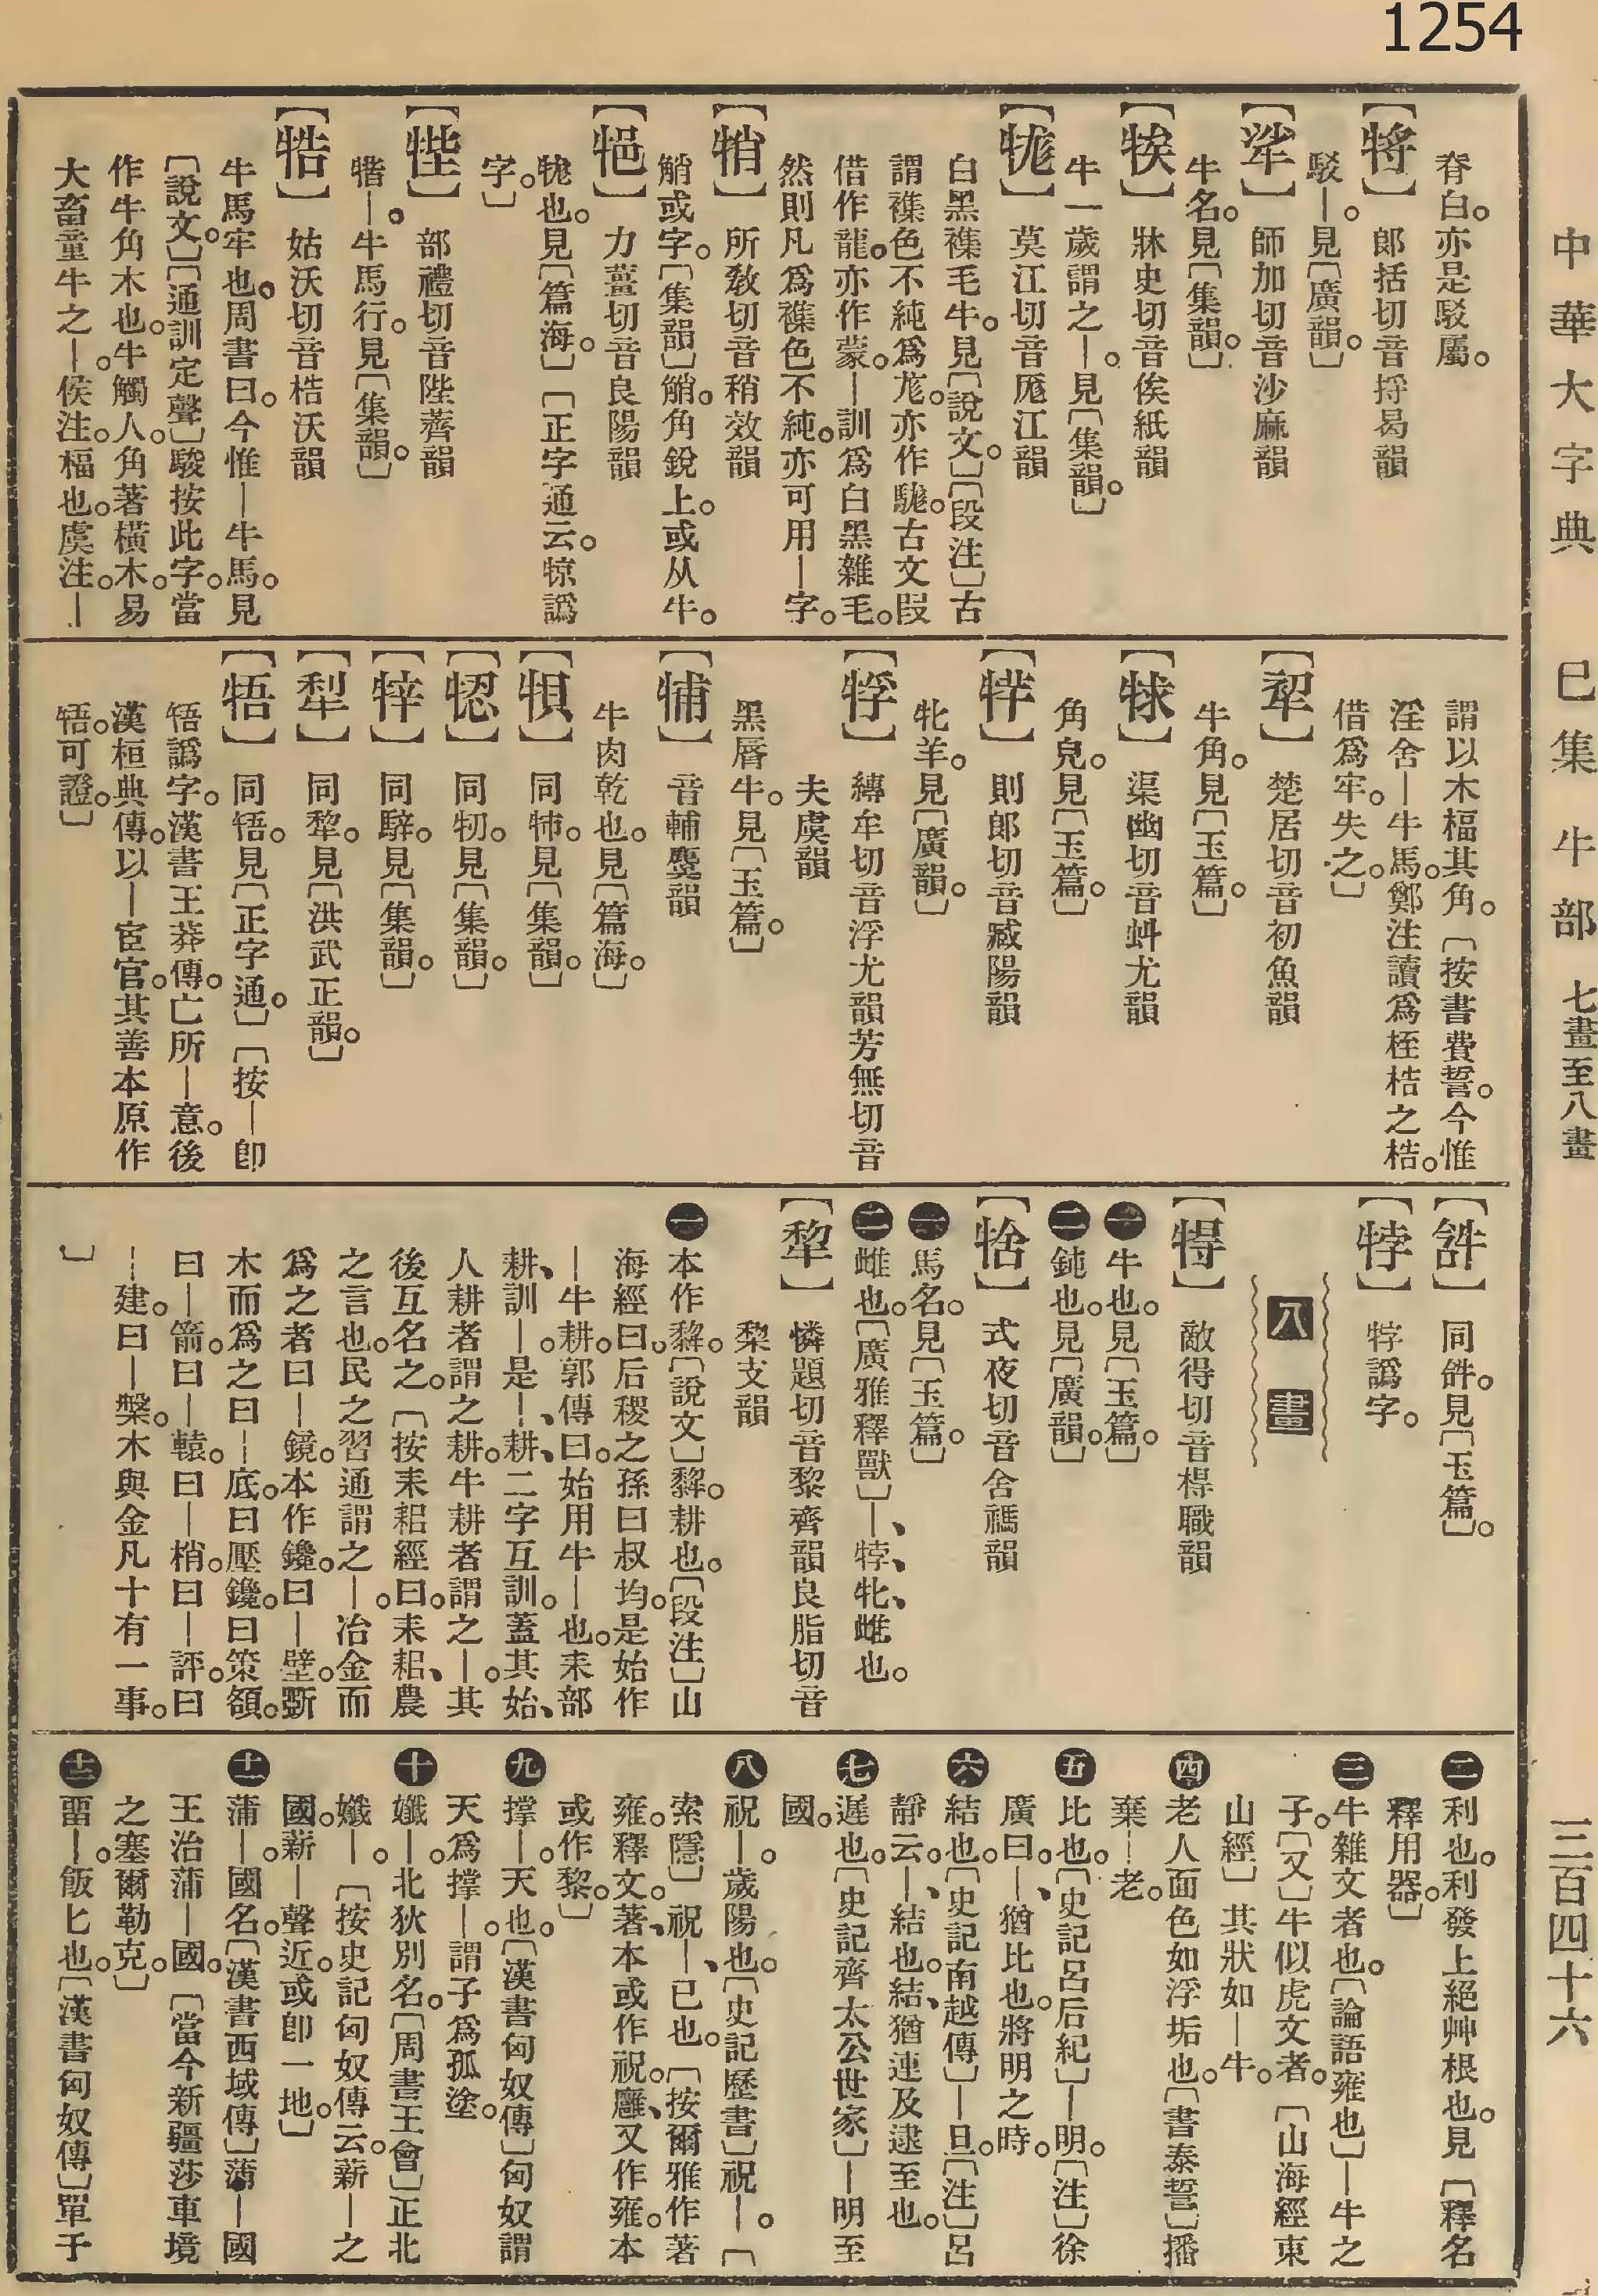 1254
中華大字典 巳集 牛部 七畫至八畫 三百四十六
脊白。亦是駁屬。
【㸹】郎括切音捋曷韻
駁—。見〔廣韻。〕
【】師加切音沙麻韻
牛名。見〔集韻。〕
【㹃】牀史切音俟紙韻
牛一歲謂之—。見〔集韻。〕
【牻】莫江切音厖江韻
白黑襍毛牛。見〔說文。〕〔段注〕古
謂襍色不純爲尨。亦作駹。古文叚
借作龍。亦作蒙。—訓爲白黑雜毛。
然則凡爲襍色不純。亦可用—字。
【㹀】所敎切音稍效韻
觲或字。〔集韻〕觲。角銳上。或从牛。
【】力薑切音良陽韻
牻也。見〔篇海。〕〔正字通云。㹁譌
字。〕
【㹂】部禮切音陛薺韻
㸺—。牛馬行。見〔集韻。〕
【牿】姑沃切音梏沃韻
牛馬牢也。周書曰。今惟—牛馬。見
〔說文。〕〔通訓定聲〕駿按此字。當
作牛角木也。牛觸人。角著橫木。易
大畜童牛之—。侯注。楅也。虞注。—
謂以木楅其角。〔按書費誓。今惟
淫舍—牛馬。鄭注讀爲桎梏之梏。
借爲牢。失之。〕
【】楚居切音初魚韻
牛角。見〔玉篇。〕
【】渠幽切音虯尤韻
角皃。見〔玉篇。〕
【牂】則郎切音臧陽韻
牝羊。見〔廣韻。〕
【㸬】縛牟切音浮尤韻芳無切音
夫虞韻
黑脣牛。見〔玉篇。〕
【㹉】音輔麌韻
牛肉乾也。見〔篇海。〕
【㸽】同㸬。見〔集韻。〕
【】同牣。見〔集韻。〕
【㸾】同騂。見〔集韻。〕
【犁】同犂。見〔洪武正韻。〕
【牾】同啎。見〔正字通。〕〔按—卽
啎譌字。漢書王莽傳。亡所—意。後
漢桓典傳。以—宦官。其善本原作
啎。可證。〕
【】同。見〔玉篇〕。
【㹀】牸譌字。
八畫
【㝵】敵得切音棏職韻
㊀牛也。見〔玉篇。〕
㊁鈍也。見〔廣韻。〕
【㹑】式夜切音舍禡韻
㊀馬名。見〔玉篇。〕
㊁雌也。〔廣雅釋獸〕—、牸、牝、雌也。
【犂】憐題切音黎齊韻良脂切音
棃支韻
㊀本作𤛿。〔說文〕𤛿。耕也。〔段注〕山
海經曰。后稷之孫曰叔均。是始作
—牛耕。郭傳曰。始用牛—也。耒部
耕、訓—。是—、耕、二字互訓。蓋其始、
人耕者謂之耕。牛耕者謂之—。其
後互名之。〔按耒耜經曰。耒耜、農
之言也。民之習通謂之—。冶金而
爲之者曰—鏡。本作鑱。曰—壁。斲
木而爲之曰—底。曰壓鑱。曰策額。
曰—箭。曰—轅。曰—梢。曰—評。曰
—建。曰—槃。木與金凡十有一事。
〕
㊁利也。利發土絕艸根也。見〔釋名
釋用器。〕
㊂牛雜文者也。〔論語雍也〕—牛之
子。〔又〕牛似虎文者。〔山海經東
山經〕其狀如—牛。
㊃老人面色如浮垢也。〔書泰誓〕播
棄—老。
㊄比也。〔史記呂后紀〕—明。〔注〕徐
廣曰。—、猶比也。將明之時。
㊅結也。〔史記南越傳〕—旦。〔注〕呂
靜云。—、結也。結、猶連及逮至也。
㊆遲也。〔史記齊太公世家〕—明至
國。
㊇祝—。歲陽也。〔史記歷書〕祝—。〔
索隱〕祝—、已也。〔按爾雅作著
雍。釋文。著、本或作祝。廱、又作雍。本
或作黎。〕
㊈撑—。天也。〔漢書匈奴傳〕匈奴謂
天爲撑—。謂子爲孤塗。
㊉孅—。北狄別名。〔周書王會〕正北
孅—。〔按史記匈奴傳云。薪—之
國。薪—聲近。或卽一地。〕
⑪蒲—。國名。〔漢書西域傳〕蒲—國
王治蒲—國。〔當今新疆莎車境
之塞爾勒克。〕
⑫畱—。飯匕也。〔漢書匈奴傳〕單于